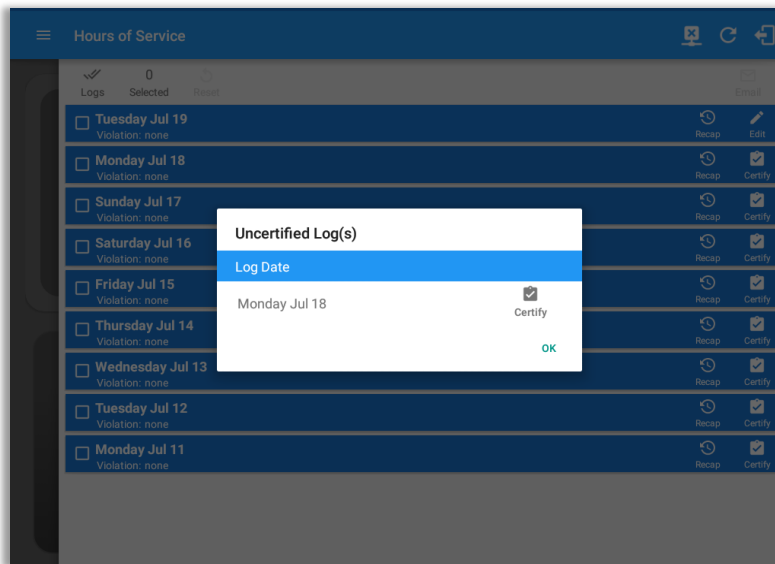 Hours of Service
Logs
0
Selected
Reset
Email
Tuesday Jul 19
Violation: none
Recap
Edit
Monday Jul 18
Violation: none
Recap
Certify
Sunday Jul 17
Violation: none
Recap
Certify
Saturday Jul 16
Violation: none
Recap
Certify
Friday Jul 15
Violation: none
Recap
Certify
Thursday Jul 14
Violation: none
Recap
Certify
Wednesday Jul 13
Violation: none
Recap
Certify
Tuesday Jul 12
Violation: none
Recap
Certify
Monday Jul 11
Violation: none
Recap
Certify
Uncertified Log(s)
Log Date
Monday Jul 18
Certify
OK